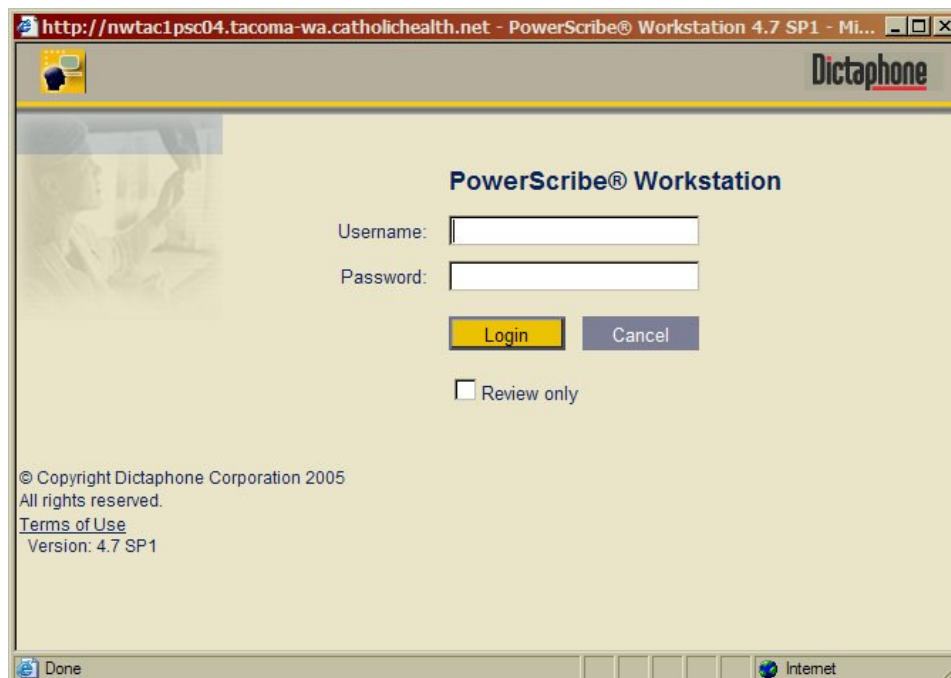 http://nwtac1psc04.tacoma-wa.catholichealth.net - PowerScribe® Workstation 4.7 SP1 - Mi...
Dictaphone
PowerScribe® Workstation
Username:
Password:
Login Cancel
Review only
© Copyright Dictaphone Corporation 2005
All rights reserved.
Terms of Use
Version: 4.7 SP1
Done Internet